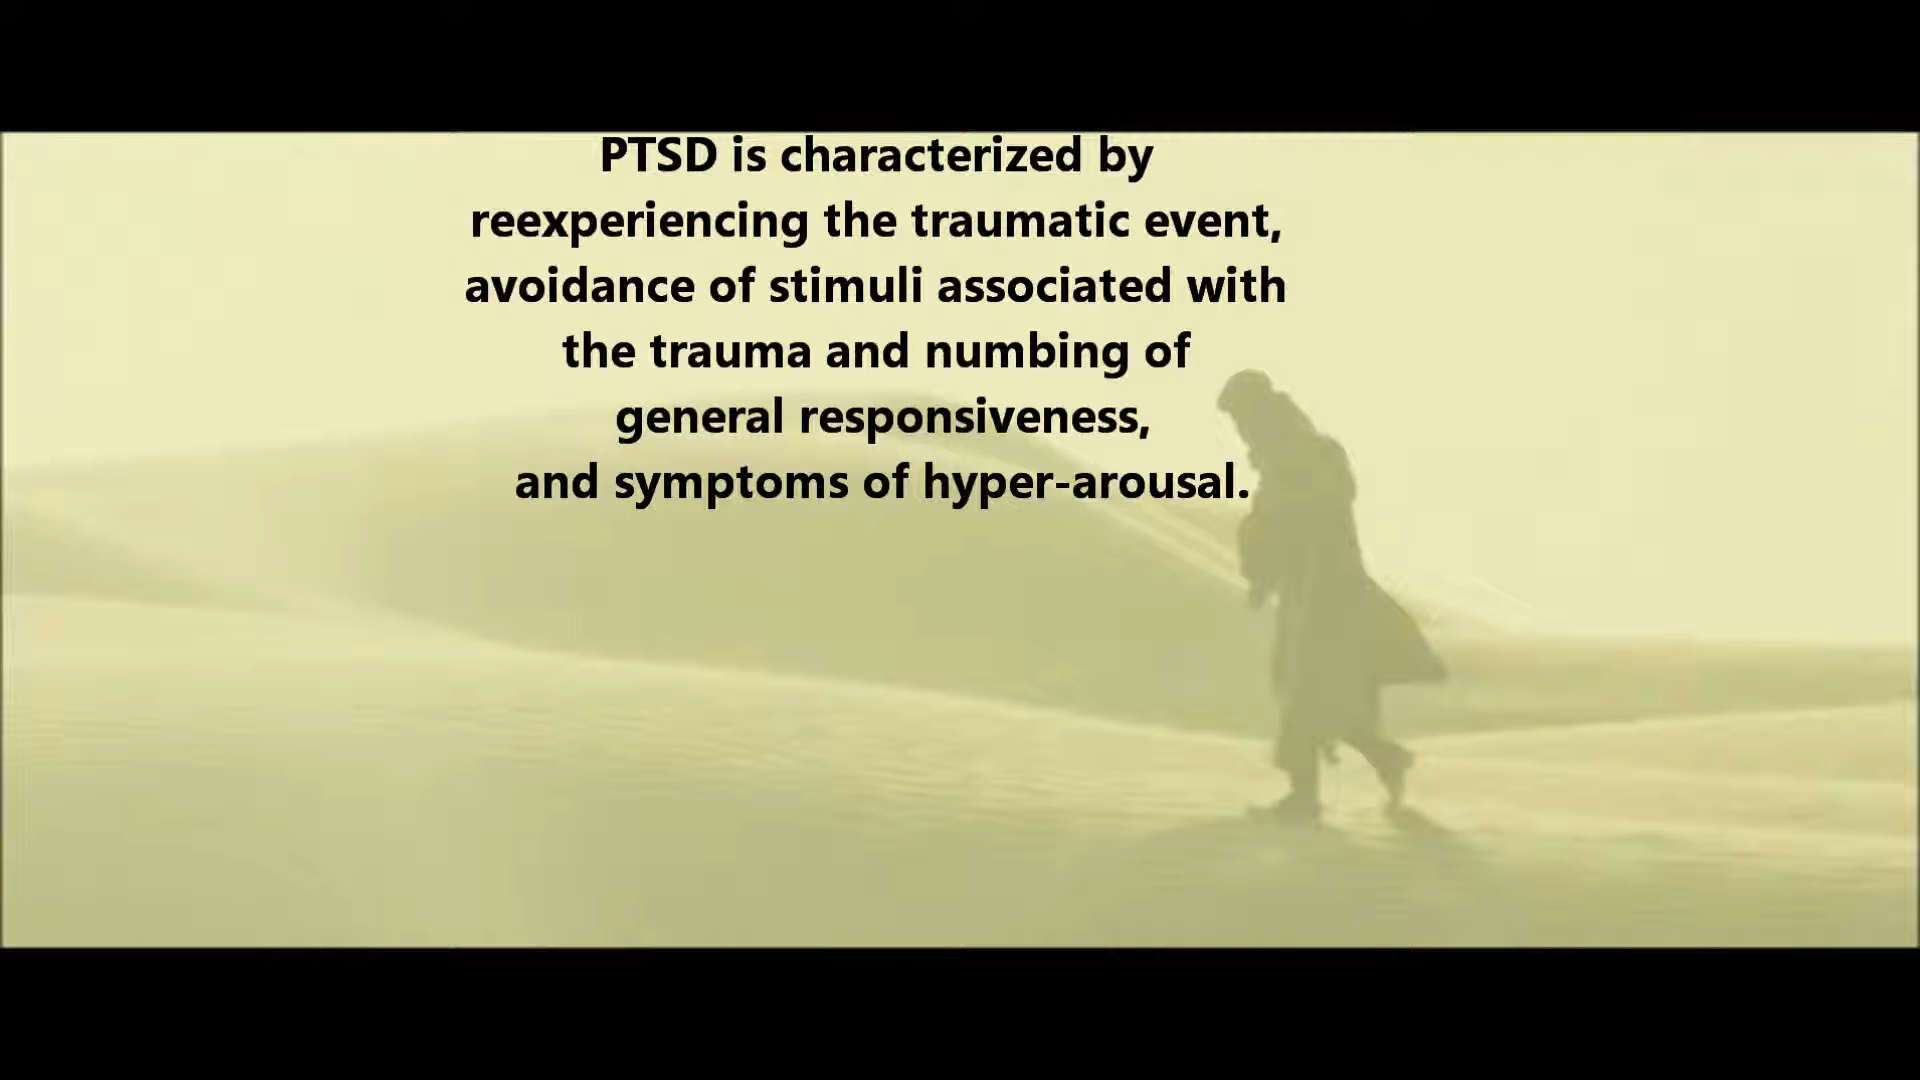 PTSD is characterized by
reexperiencing the traumatic event,
avoidance of stimuli associated with
the trauma and numbing of
general responsiveness,
and symptoms of hyper-arousal.